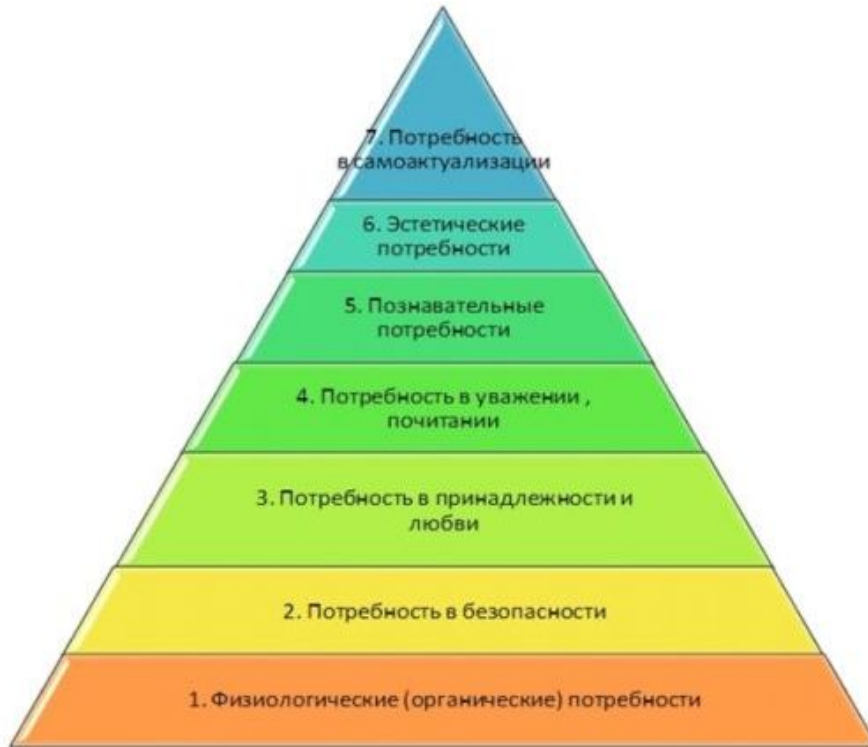 7. Потребность
в самоактуализации
6. Эстетические
потребности
5. Познавательные
потребности
4. Потребность в уважении ,
почитании
3. Потребность в принадлежности и
любви
2. Потребность в безопасности
1. Физиологические (органические) потребности